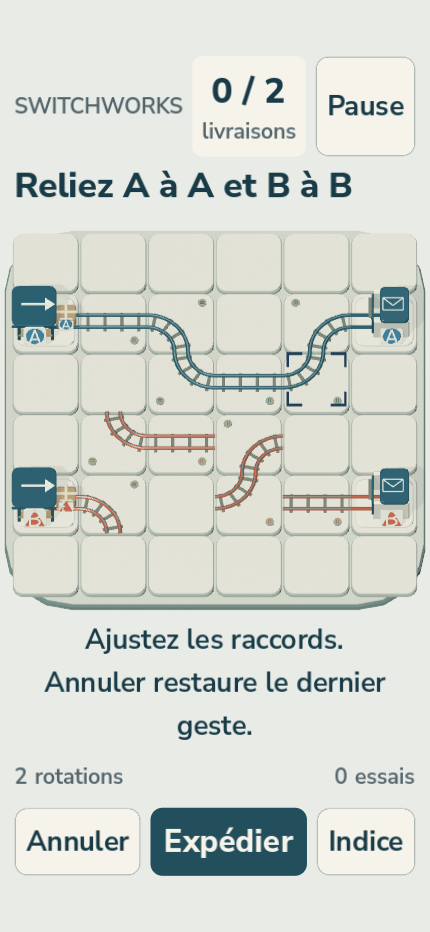 SWITCHWORKS
0 / 2
livraisons
Pause
Reliez A à A et B à B
A
A
A
B
B
Ajustez les raccords.
Annuler restaure le dernier
geste.
2 rotations
0 essais
Annuler
Expédier
Indice